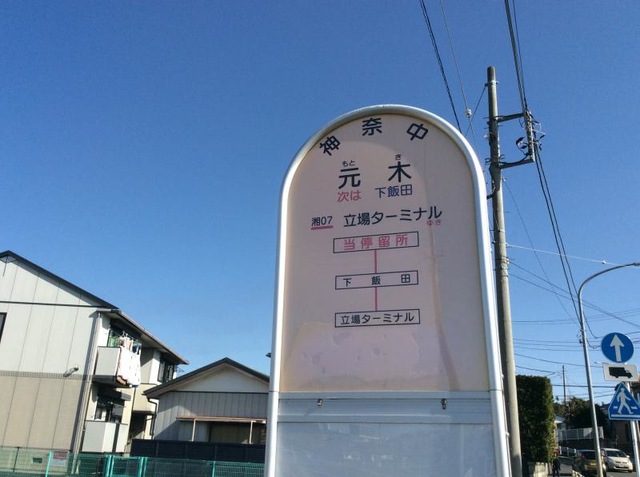 神奈中
もと き
元 木
次は 下飯田
湘07 立場ターミナル
ゆき
当停留所
下飯田
立場ターミナル